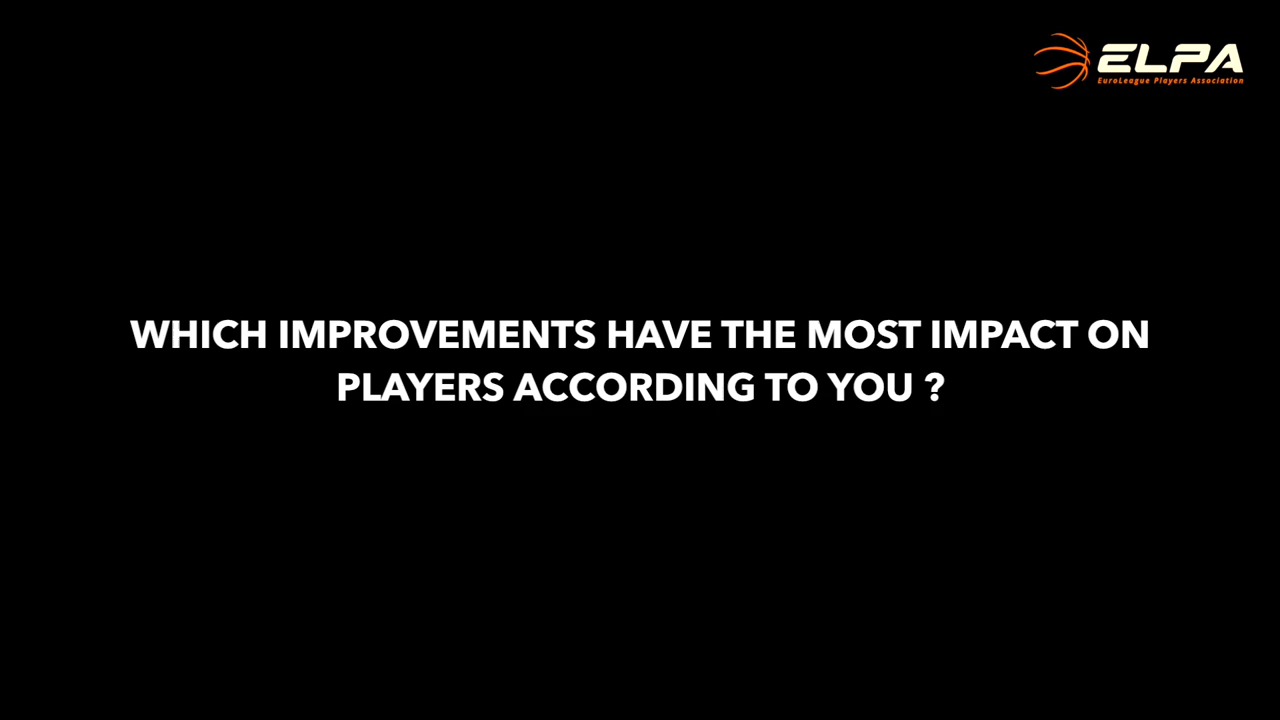 ELPA
EuroLeague Players Association
WHICH IMPROVEMENTS HAVE THE MOST IMPACT ON
PLAYERS ACCORDING TO YOU ?